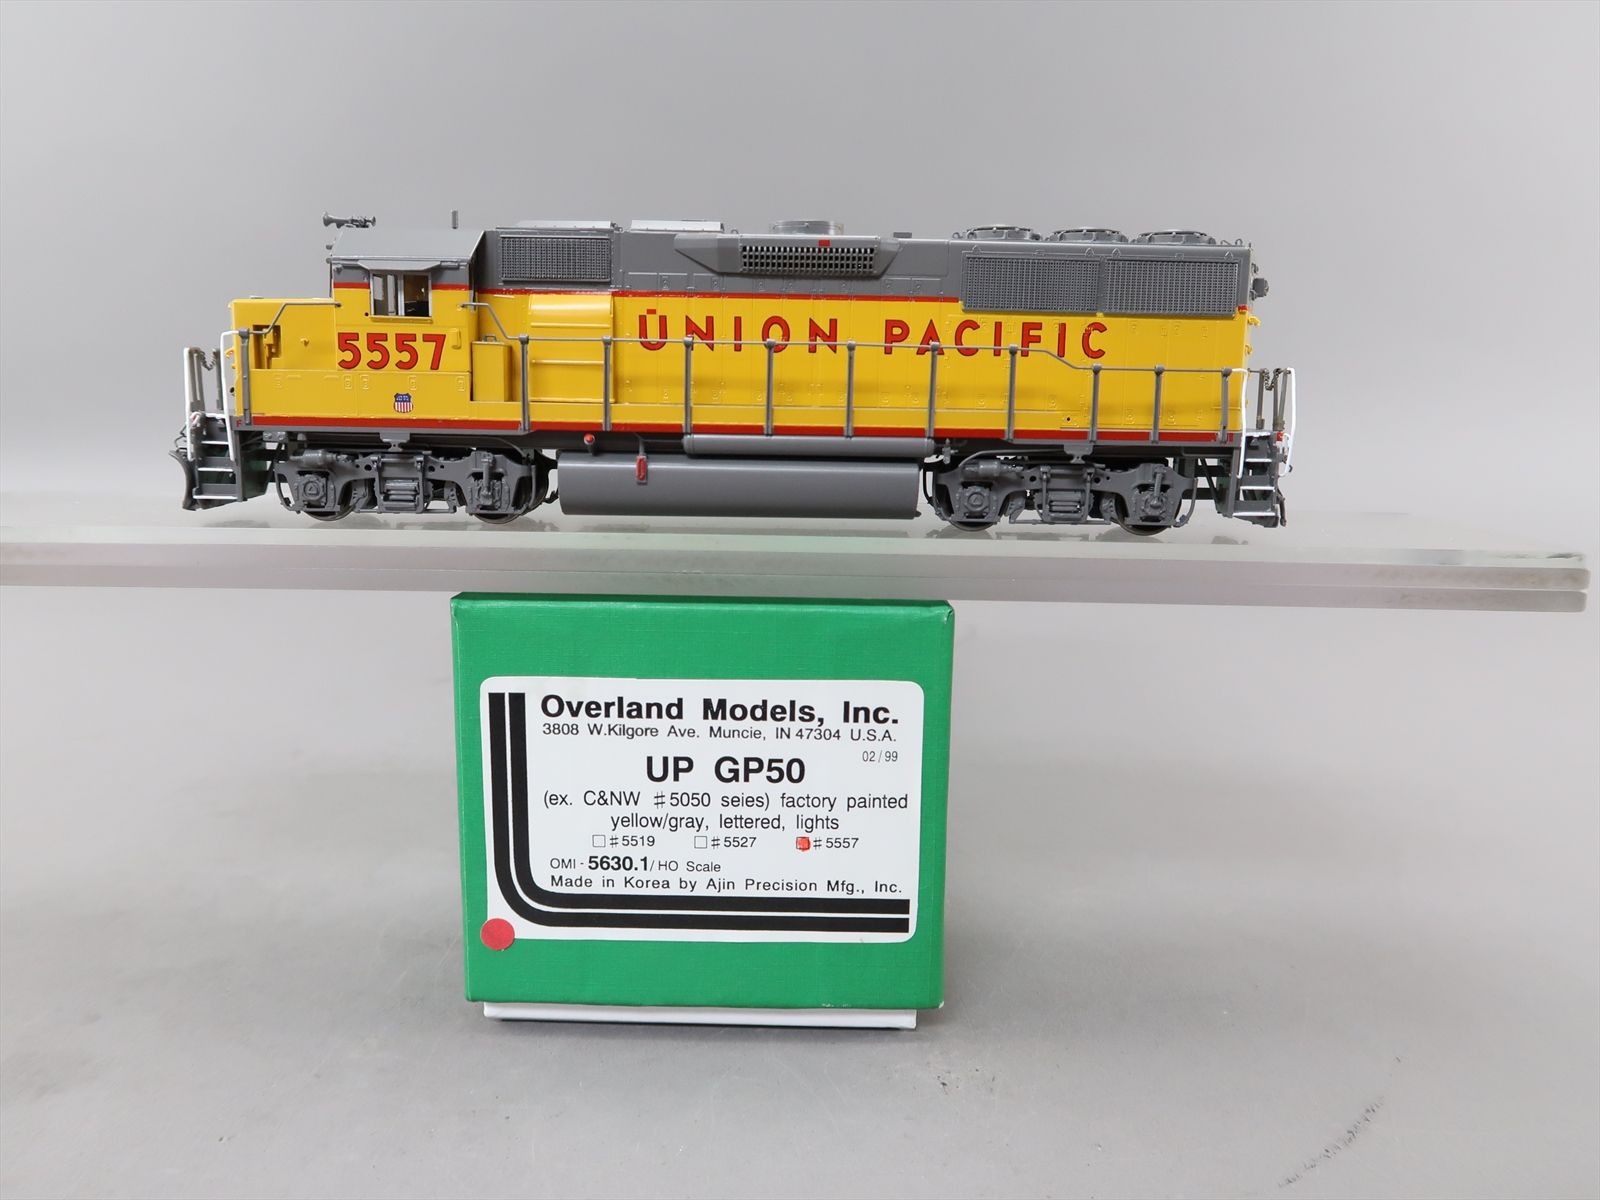 5557
UNION PACIFIC
F
Overland Models, Inc.
3808 W.Kilgore Ave. Muncie, IN 47304 U.S.A.
02/99
UP GP50
(ex. C&NW #5050 seies) factory painted
yellow/gray, lettered, lights
#5519 #5527 #5557
OMI-5630.1/HO Scale
Made in Korea by Ajin Precision Mfg., Inc.